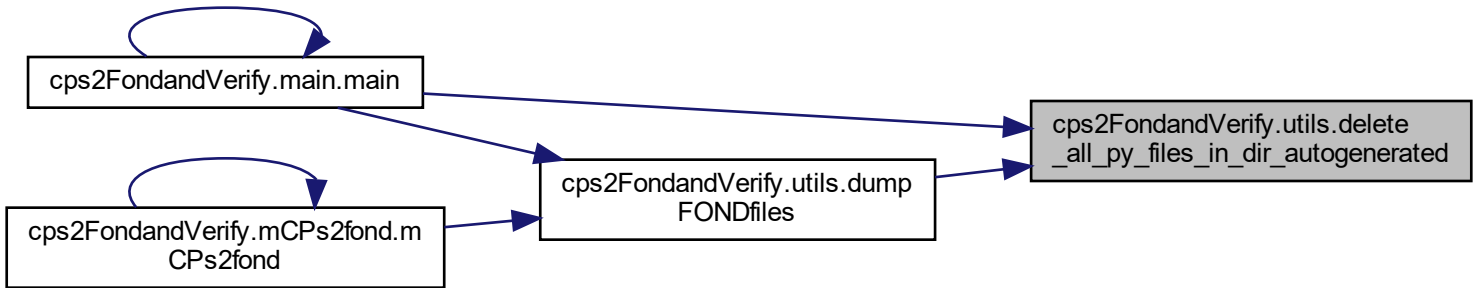 cps2FondandVerify.main.main
cps2FondandVerify.utils.delete
_all_py_files_in_dir_autogenerated
cps2FondandVerify.utils.dump
FONDfiles
cps2FondandVerify.mCPs2fond.m
CPs2fond